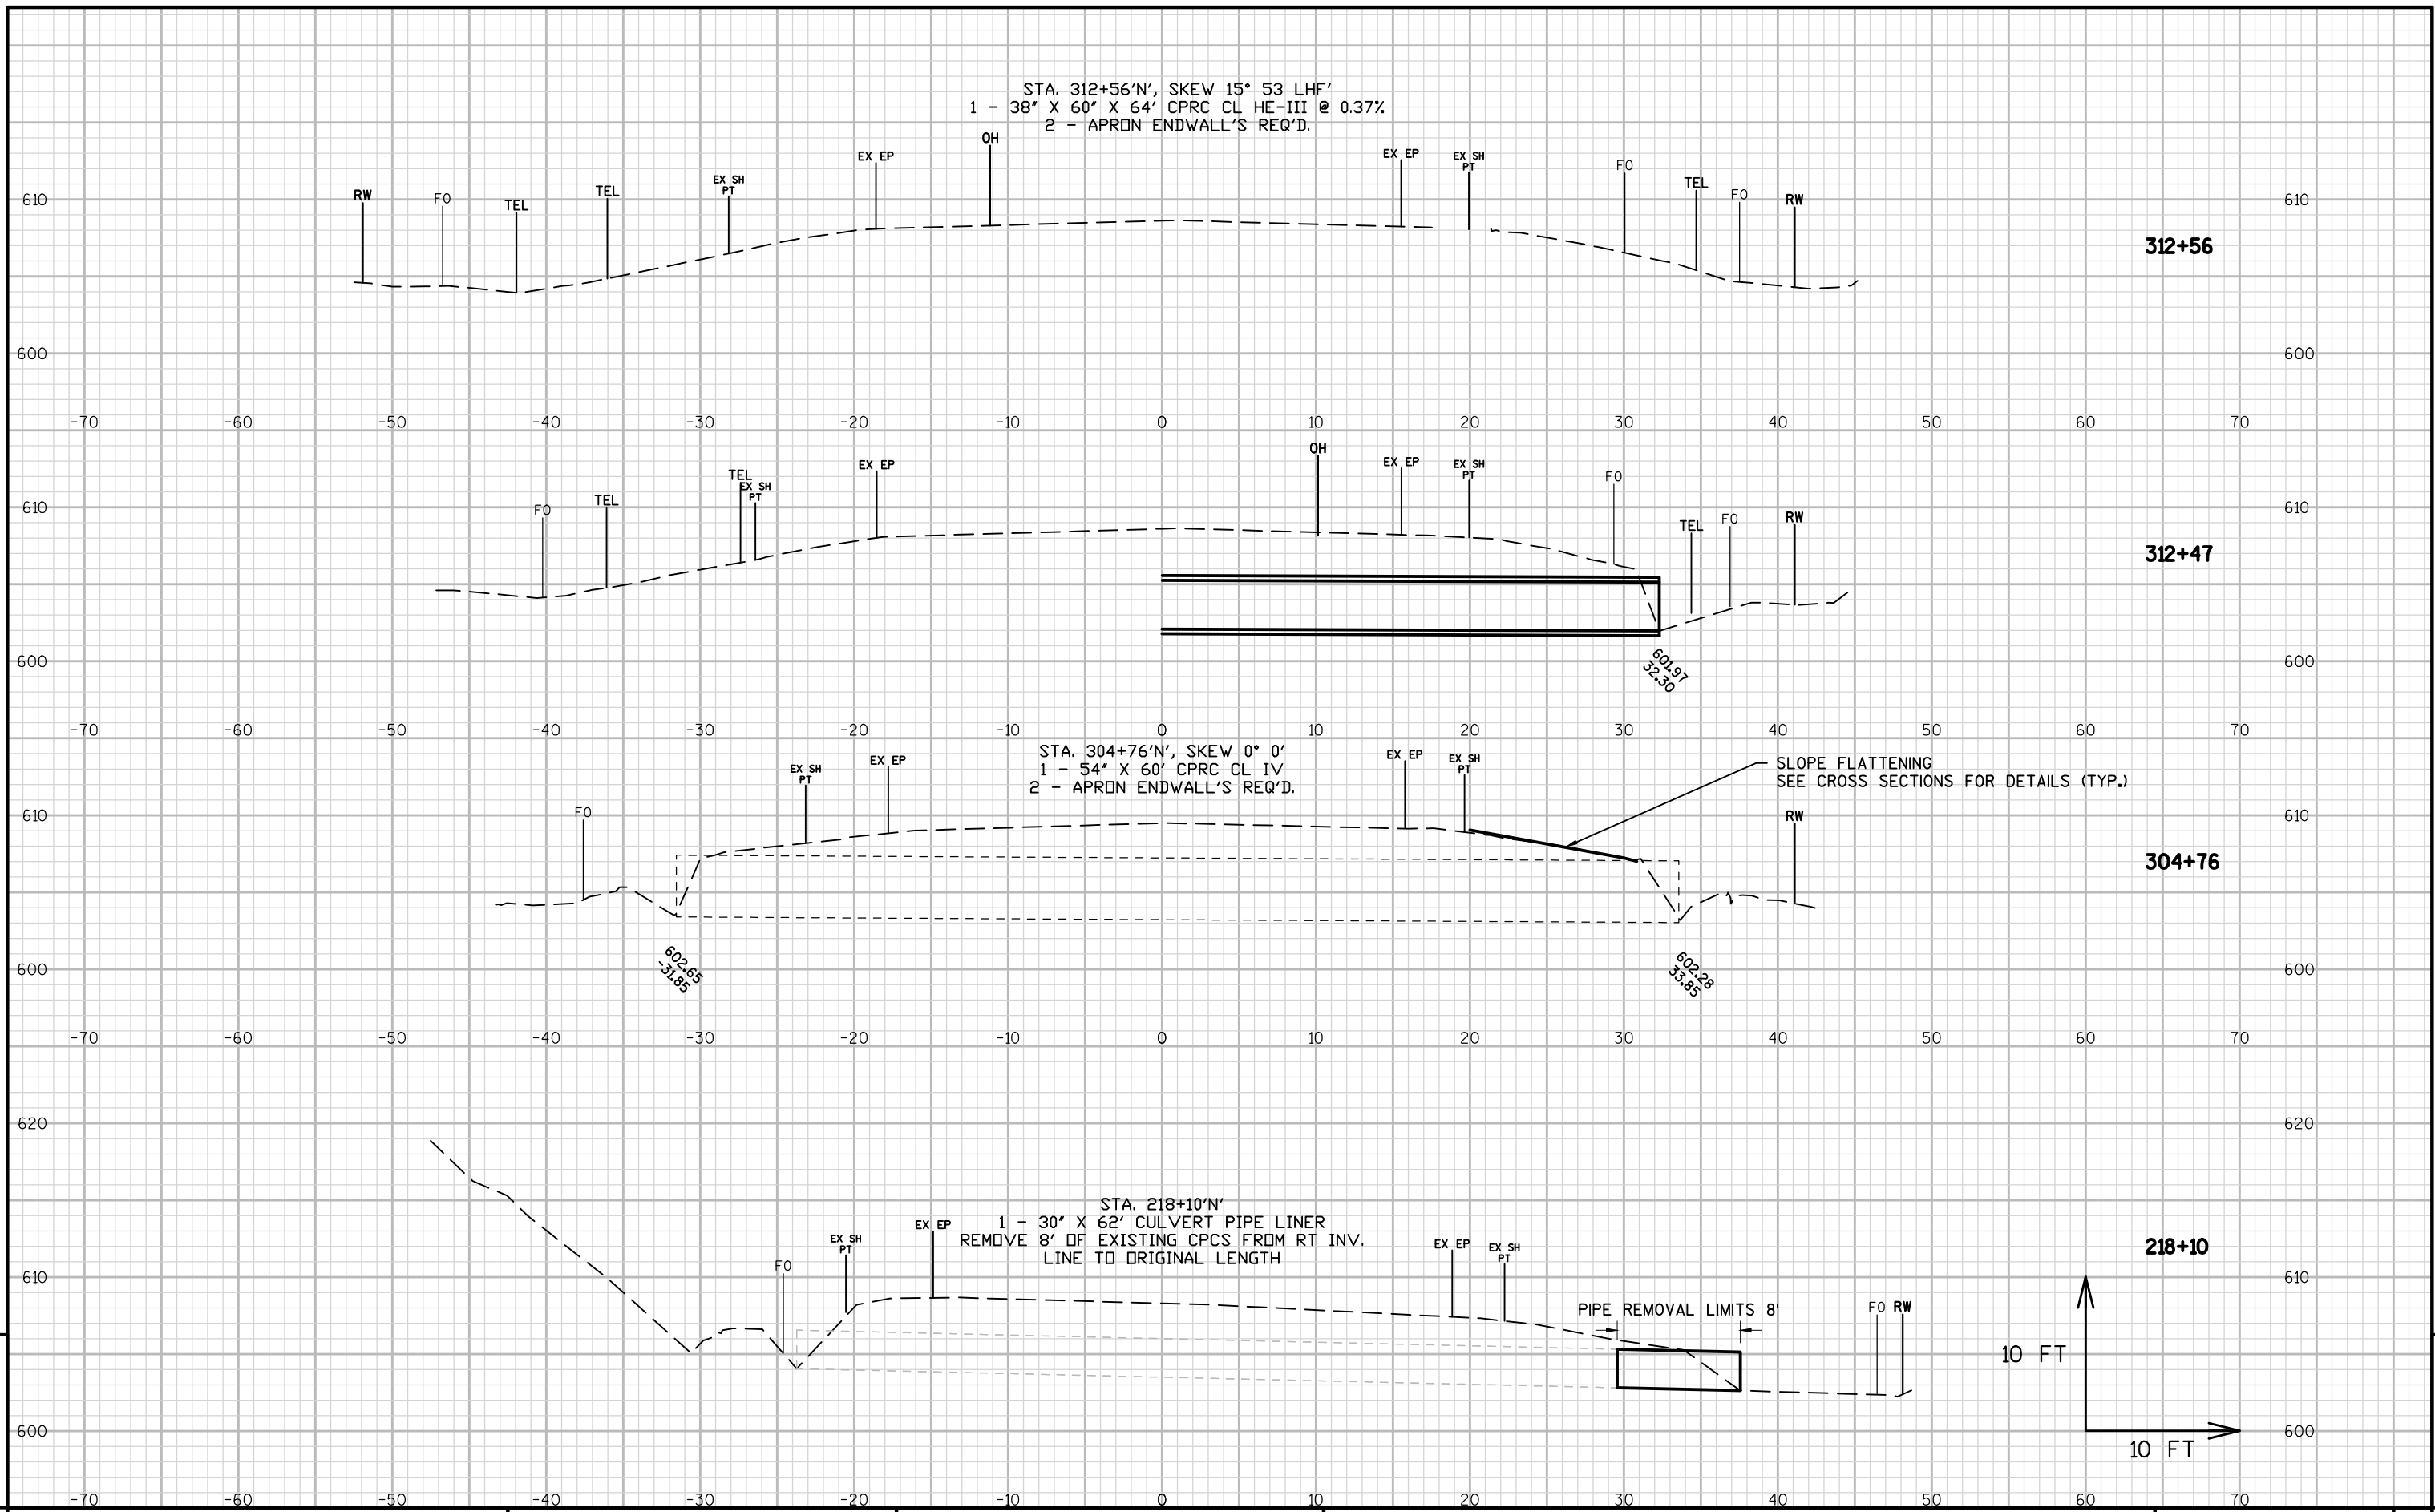 STA. 312+56'N', SKEW 15° 53 LHF'
1 - 38" X 60" X 64' CPRC CL HE-III @ 0.37%
2 - APRON ENDWALL'S REQ'D.
RW
FO
TEL
TEL
EX SH
PT
EX EP
OH
EX EP
EX SH
PT
FO
TEL
FO
RW
610
610
312+56
600
600
-70 -60 -50 -40 -30 -20 -10 0 10 20 30 40 50 60 70
FO
TEL
TEL
EX SH
PT
EX EP
OH
EX EP
EX SH
PT
FO
TEL
FO
RW
610
610
312+47
600
600
601.97
32.30
-70 -60 -50 -40 -30 -20 -10 0 10 20 30 40 50 60 70
STA. 304+76'N', SKEW 0° 0'
1 - 54" X 60' CPRC CL IV
2 - APRON ENDWALL'S REQ'D.
FO
EX SH
PT
EX EP
EX EP
EX SH
PT
SLOPE FLATTENING
SEE CROSS SECTIONS FOR DETAILS (TYP.)
RW
610
610
304+76
600
600
602.65
-31.85
602.28
33.85
-70 -60 -50 -40 -30 -20 -10 0 10 20 30 40 50 60 70
620
620
STA. 218+10'N'
1 - 30" X 62' CULVERT PIPE LINER
REMOVE 8' OF EXISTING CPCS FROM RT INV.
LINE TO ORIGINAL LENGTH
FO
EX SH
PT
EX EP
EX EP
EX SH
PT
218+10
610
610
PIPE REMOVAL LIMITS 8'
FO
RW
10 FT
10 FT
600
600
-70 -60 -50 -40 -30 -20 -10 0 10 20 30 40 50 60 70